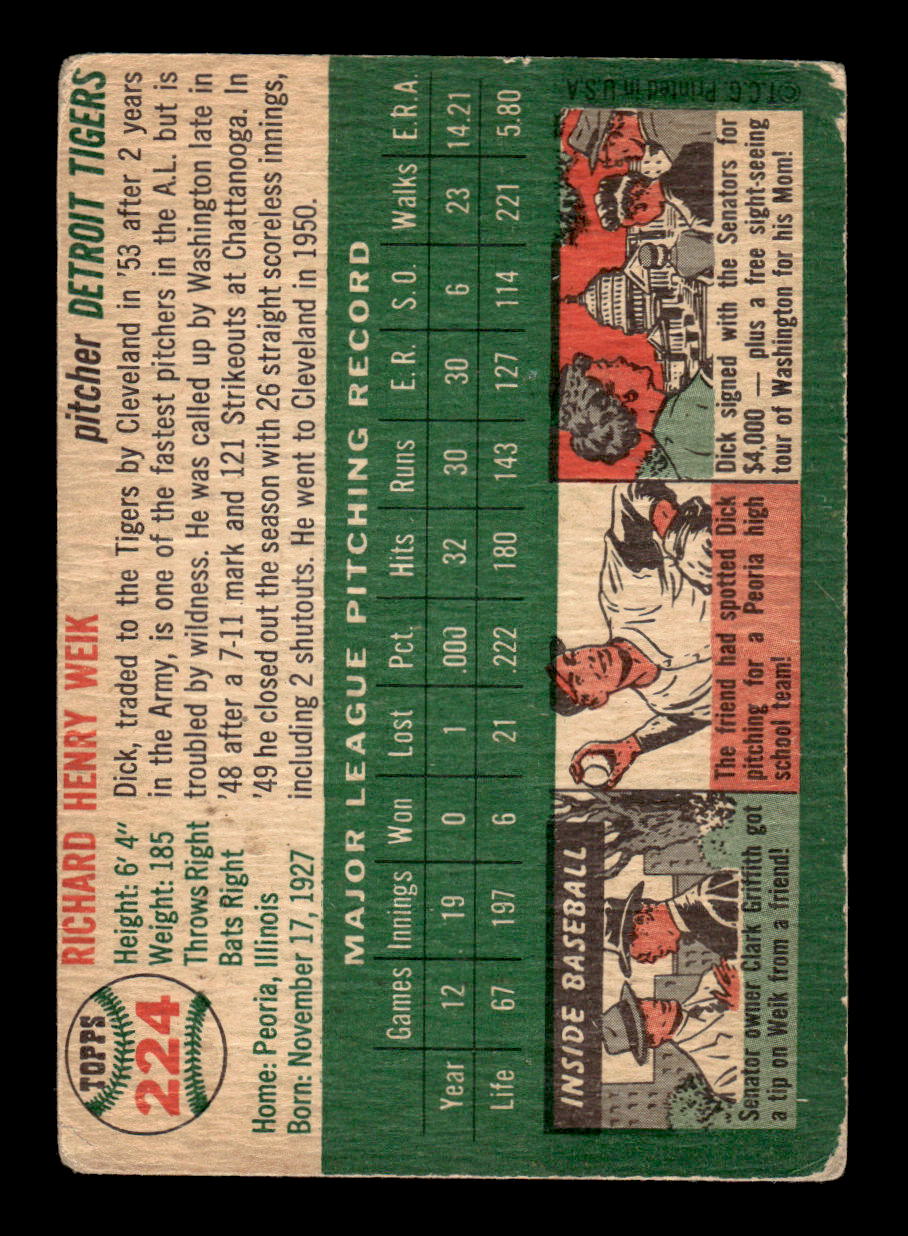 TOPPS
224
RICHARD HENRY WEIK
pitcher DETROIT TIGERS
Height: 6' 4"
Weight: 185
Throws Right
Bats Right
Home: Peoria, Illinois
Born: November 17, 1927
Dick, traded to the Tigers by Cleveland in '53 after 2 years
in the Army, is one of the fastest pitchers in the A.L. but is
troubled by wildness. He was called up by Washington late in
'48 after a 7-11 mark and 121 Strikeouts at Chattanooga. In
'49 he closed out the season with 26 straight scoreless innings,
including 2 shutouts. He went to Cleveland in 1950.
MAJOR LEAGUE PITCHING RECORD
Games Innings Won Lost Pct. Hits Runs E.R. S.O. Walks E.R.A.
Year 12 19 0 1 .000 32 30 30 6 23 14.21
Life 67 197 6 21 .222 180 143 127 114 221 5.80
INSIDE BASEBALL
Senator owner Clark Griffith got
a tip on Weik from a friend!
The friend had spotted Dick
pitching for a Peoria high
school team!
Dick signed with the Senators for
$4,000 — plus a free sight-seeing
tour of Washington for his Mom!
©T.C.G. Printed in U.S.A.